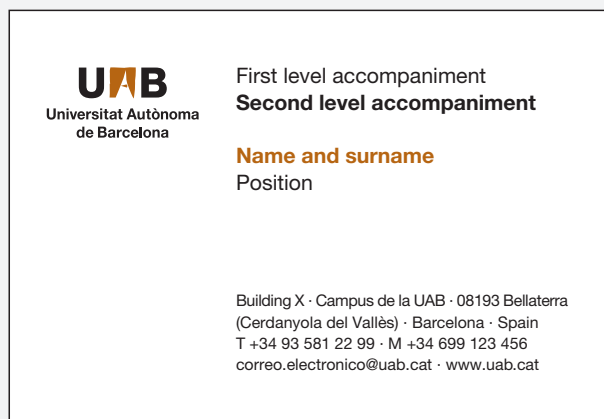 UAB
Universitat Autònoma
de Barcelona
First level accompaniment
Second level accompaniment
Name and surname
Position
Building X · Campus de la UAB · 08193 Bellaterra
(Cerdanyola del Vallès) · Barcelona · Spain
T +34 93 581 22 99 · M +34 699 123 456
correo.electronico@uab.cat · www.uab.cat